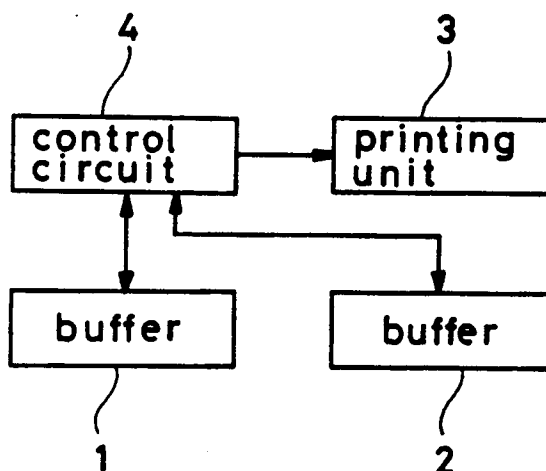 4
3
control
circuit
printing
unit
buffer
buffer
1
2